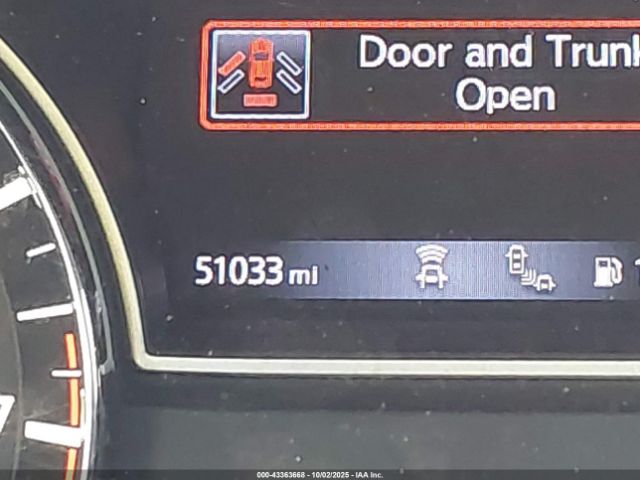 Door and Trunk
Open
51033 mi
000-43363668 - 10/02/2025 - IAA Inc.